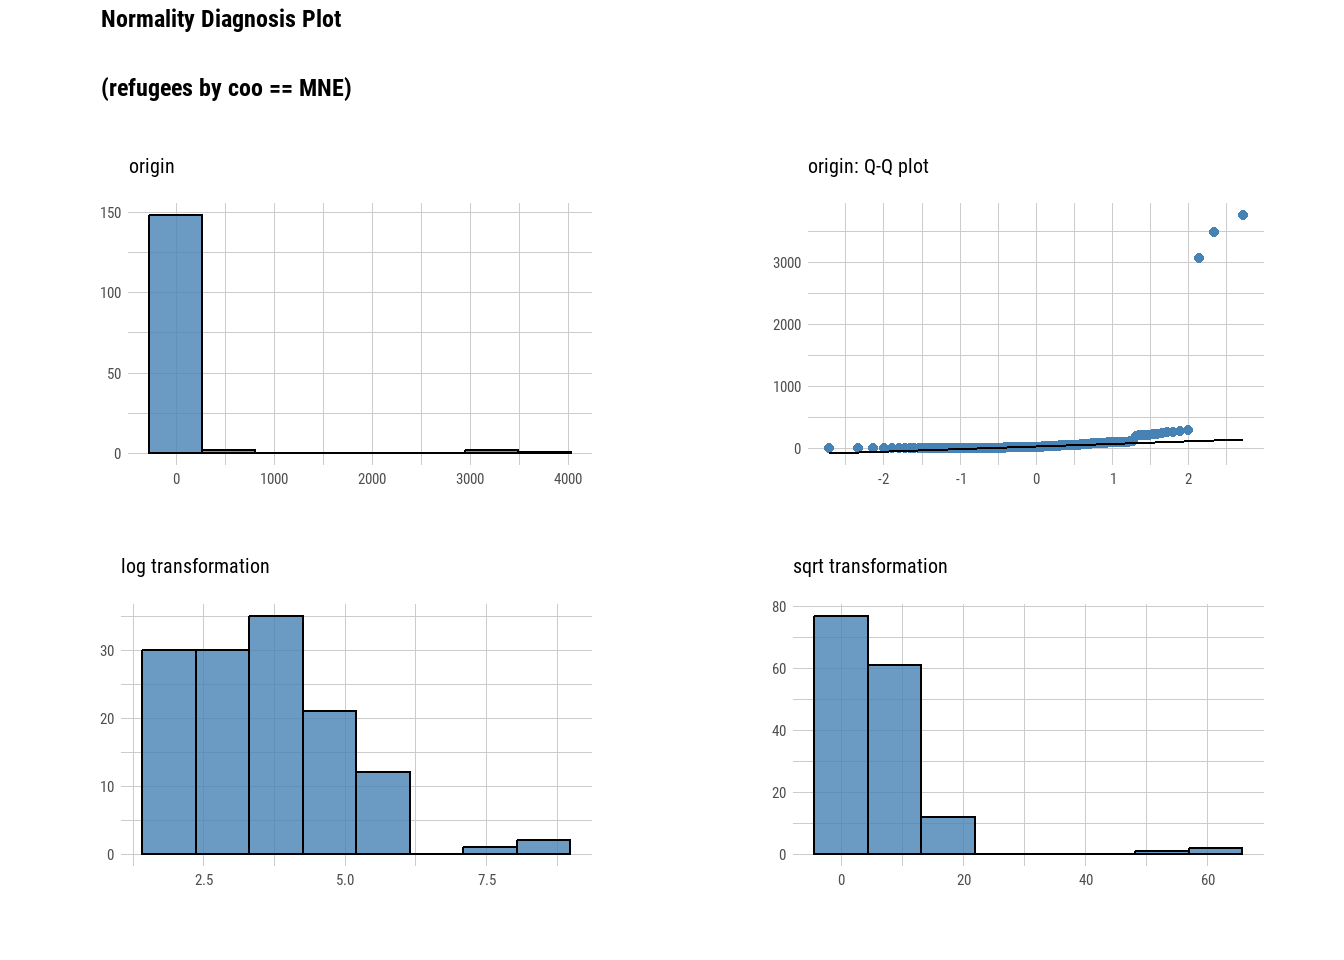 Normality Diagnosis Plot
(refugees by coo == MNE)
origin
150
100
50
0
0 1000 2000 3000 4000
origin: Q-Q plot
3000
2000
1000
0
-2 -1 0 1 2
log transformation
30
20
10
0
2.5 5.0 7.5
sqrt transformation
80
60
40
20
0
0 20 40 60